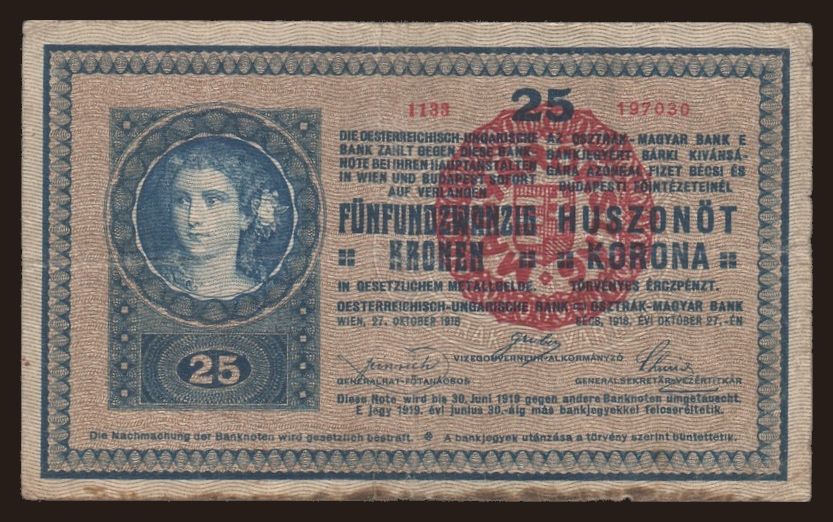 25
1133
197030
DIE OESTERREICHISCH-UNGARISCHE
BANK ZAHLT GEGEN DIESE BANK-
NOTE BEI IHREN HAUPTANSTALTEN
IN WIEN UND BUDAPEST SOFORT
AUF VERLANGEN
FÜNFUNDZWANZIG
KRONEN
IN GESETZLICHEM METALLGELDE.
OESTERREICHISCH-UNGARISCHE BANK
WIEN, 27. OKTOBER 1918
AZ OSZTRÁK-MAGYAR BANK E
BANKJEGYÉRT BÁRKI KIVÁNSÁ-
GÁRA AZONNAL FIZET BÉCSI ÉS
BUDAPESTI FŐINTÉZETEINÉL
HUSZONÖT
KORONA
TÖRVÉNYES ÉRCZPÉNZT.
OSZTRÁK-MAGYAR BANK
BÉCS, 1918. ÉVI OKTÓBER 27.-ÉN
VIZEGOUVERNEUR-ALKORMÁNYZÓ
GENERALRAT-FŐTANÁCSOS
GENERALSEKRETÄR-VEZÉRTITKÁR
25
Diese Note wird bis 30. Juni 1919 gegen andere Banknoten umgetauscht.
E jegy 1919. évi junius 30.-áig más bankjegyekkel felcseréltetik.
Die Nachmachung der Banknoten wird gesetzlich bestraft. A bankjegyek utánzása a törvény szerint büntettetik.